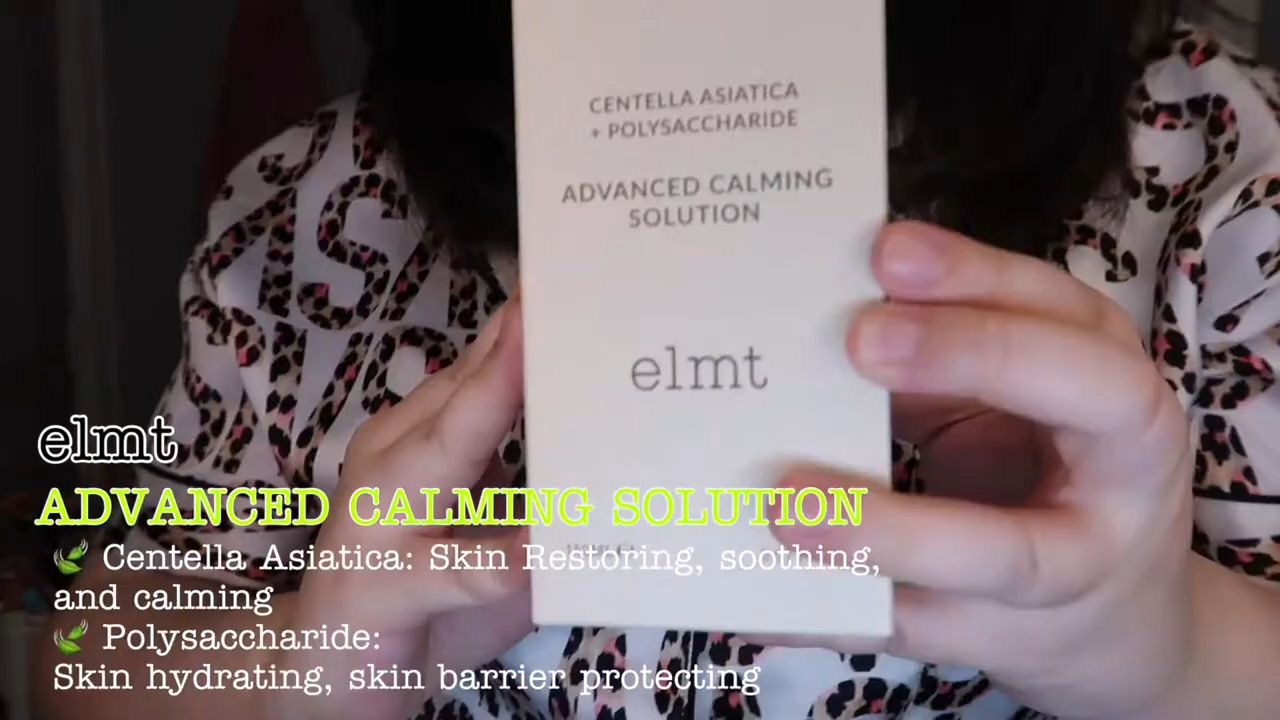 CENTELLA ASIATICA
+ POLYSACCHARIDE
ADVANCED CALMING
SOLUTION
elmt
elmt
ADVANCED CALMING SOLUTION
Centella Asiatica: Skin Restoring, soothing,
and calming
Polysaccharide:
Skin hydrating, skin barrier protecting